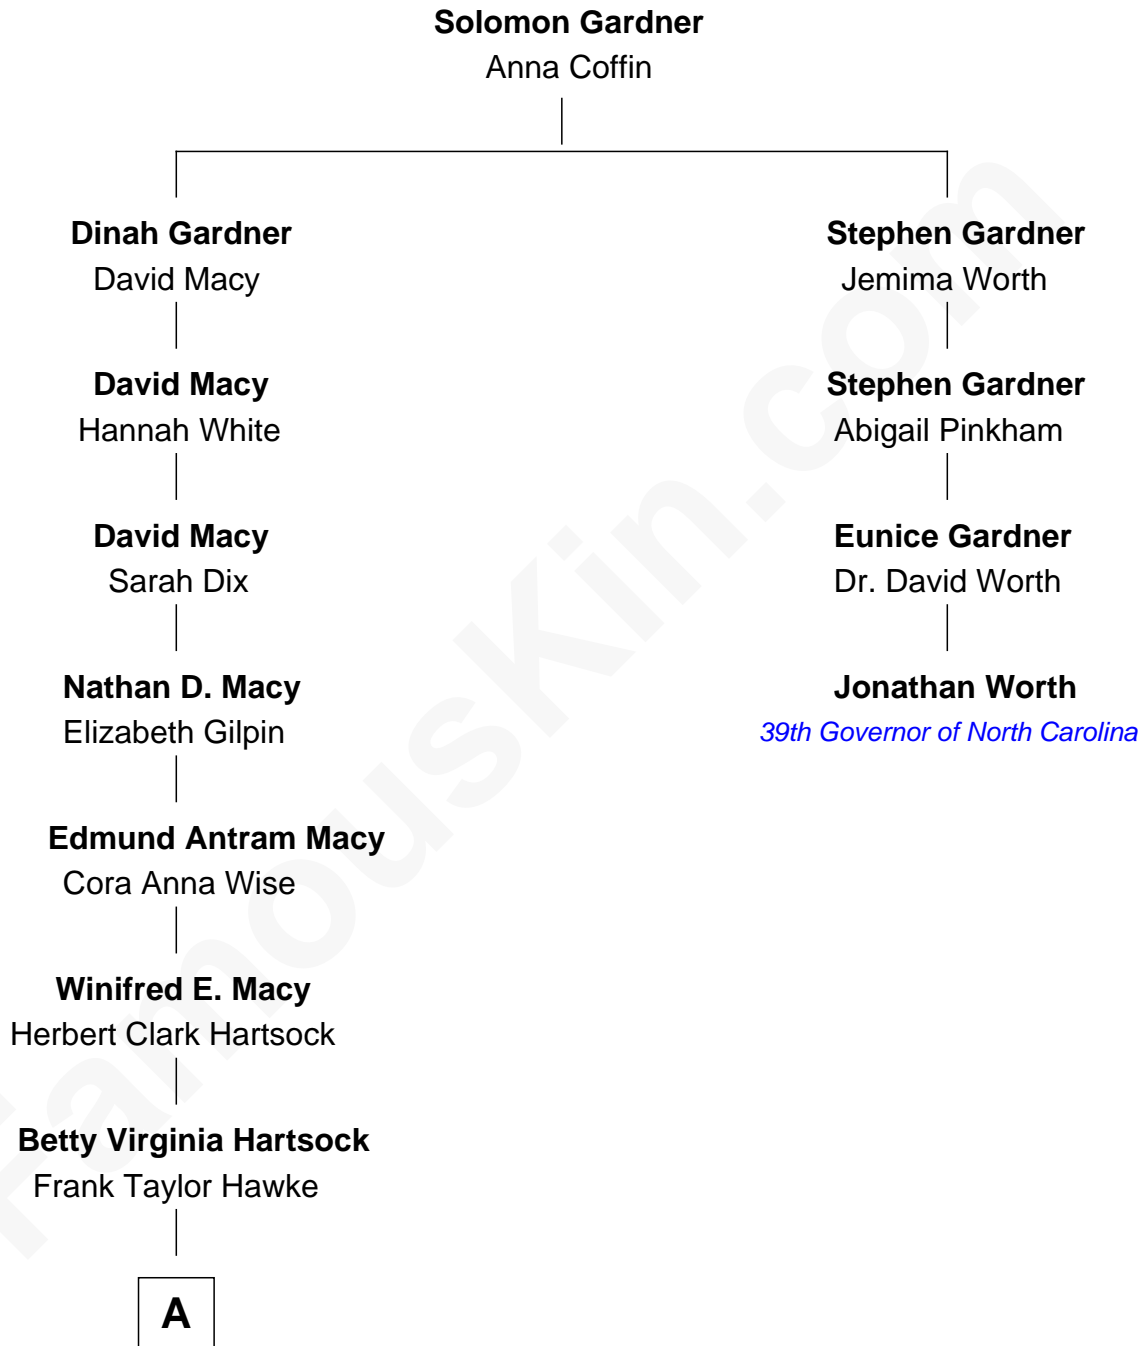 Solomon Gardner
Anna Coffin
Dinah Gardner
David Macy
Stephen Gardner
Jemima Worth
David Macy
Hannah White
Stephen Gardner
Abigail Pinkham
David Macy
Sarah Dix
Eunice Gardner
Dr. David Worth
Nathan D. Macy
Elizabeth Gilpin
Jonathan Worth
39th Governor of North Carolina
Edmund Antram Macy
Cora Anna Wise
Winifred E. Macy
Herbert Clark Hartsock
Betty Virginia Hartsock
Frank Taylor Hawke
A
FamousKin.com